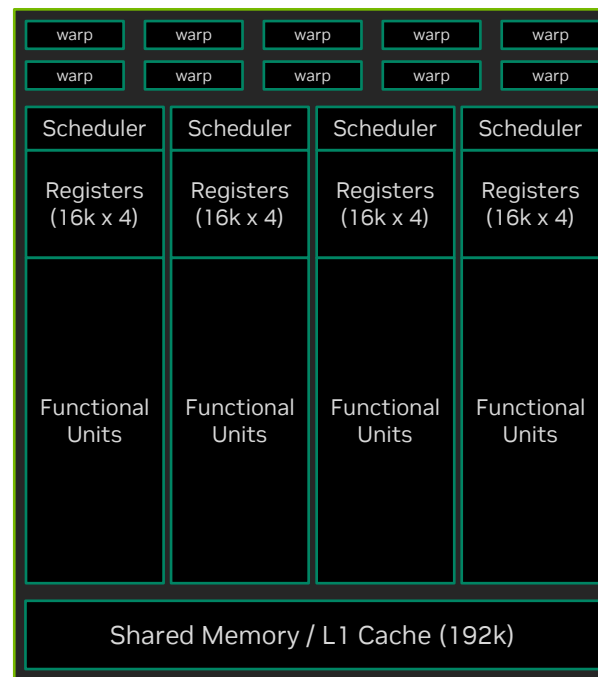 warp warp warp warp warp
warp warp warp warp warp
Scheduler Scheduler Scheduler Scheduler
Registers Registers Registers Registers
(16k x 4) (16k x 4) (16k x 4) (16k x 4)
Functional Functional Functional Functional
Units Units Units Units
Shared Memory / L1 Cache (192k)